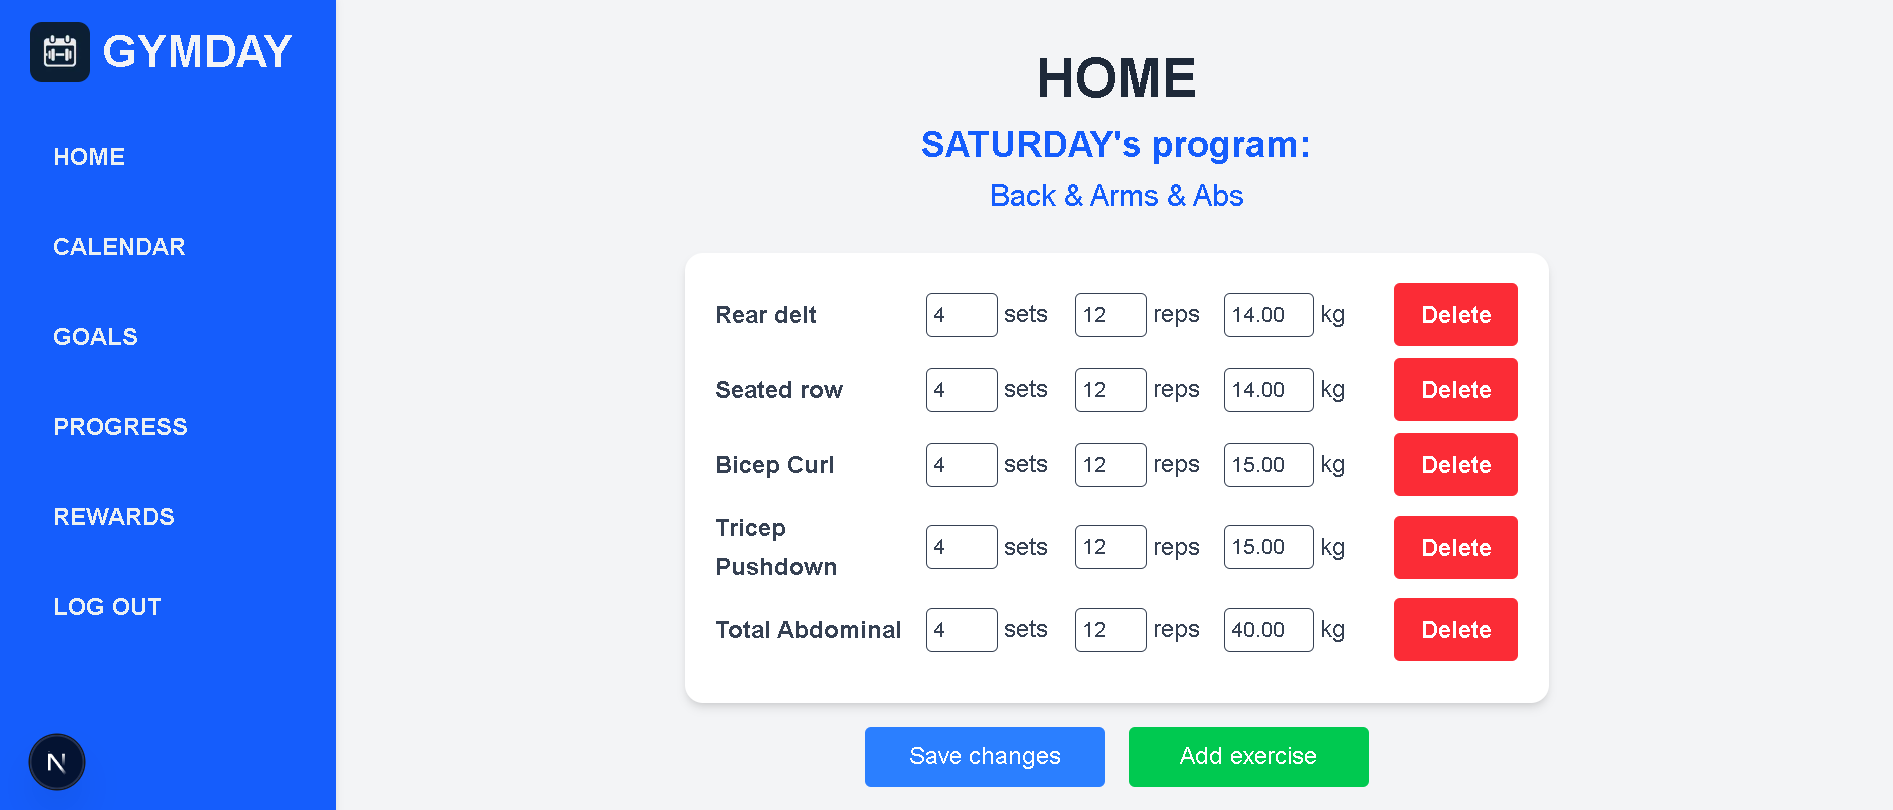 GYMDAY
HOME
CALENDAR
GOALS
PROGRESS
REWARDS
LOG OUT
N
HOME
SATURDAY's program:
Back & Arms & Abs
Rear delt 4 sets 12 reps 14.00 kg Delete
Seated row 4 sets 12 reps 14.00 kg Delete
Bicep Curl 4 sets 12 reps 15.00 kg Delete
Tricep
Pushdown 4 sets 12 reps 15.00 kg Delete
Total Abdominal 4 sets 12 reps 40.00 kg Delete
Save changes Add exercise